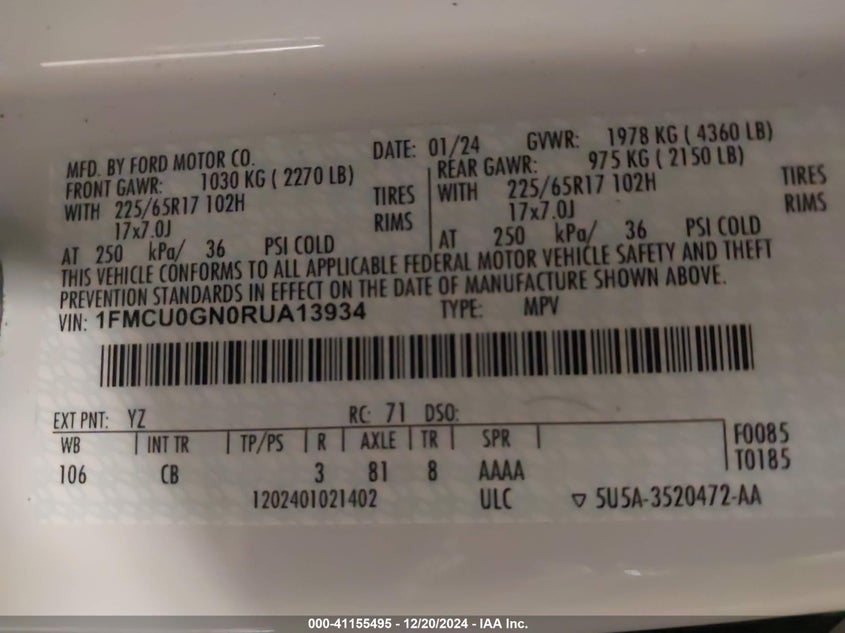 MFD. BY FORD MOTOR CO. DATE: 01/24 GVWR: 1978 KG ( 4360 LB)
FRONT GAWR: 1030 KG ( 2270 LB) REAR GAWR: 975 KG ( 2150 LB)
WITH 225/65R17 102H TIRES WITH 225/65R17 102H TIRES
17x7.0J RIMS 17x7.0J RIMS
AT 250 kPa/ 36 PSI COLD AT 250 kPa/ 36 PSI COLD
THIS VEHICLE CONFORMS TO ALL APPLICABLE FEDERAL MOTOR VEHICLE SAFETY AND THEFT
PREVENTION STANDARDS IN EFFECT ON THE DATE OF MANUFACTURE SHOWN ABOVE.
VIN: 1FMCU0GN0RUA13934 TYPE: MPV
EXT PNT: YZ RC: 71 DSO:
WB INT TR TP/PS R AXLE TR SPR F0085
106 CB 3 81 8 AAAA T0185
1202401021402 ULC ▽ 5U5A-3520472-AA
000-41155495 - 12/20/2024 - IAA Inc.